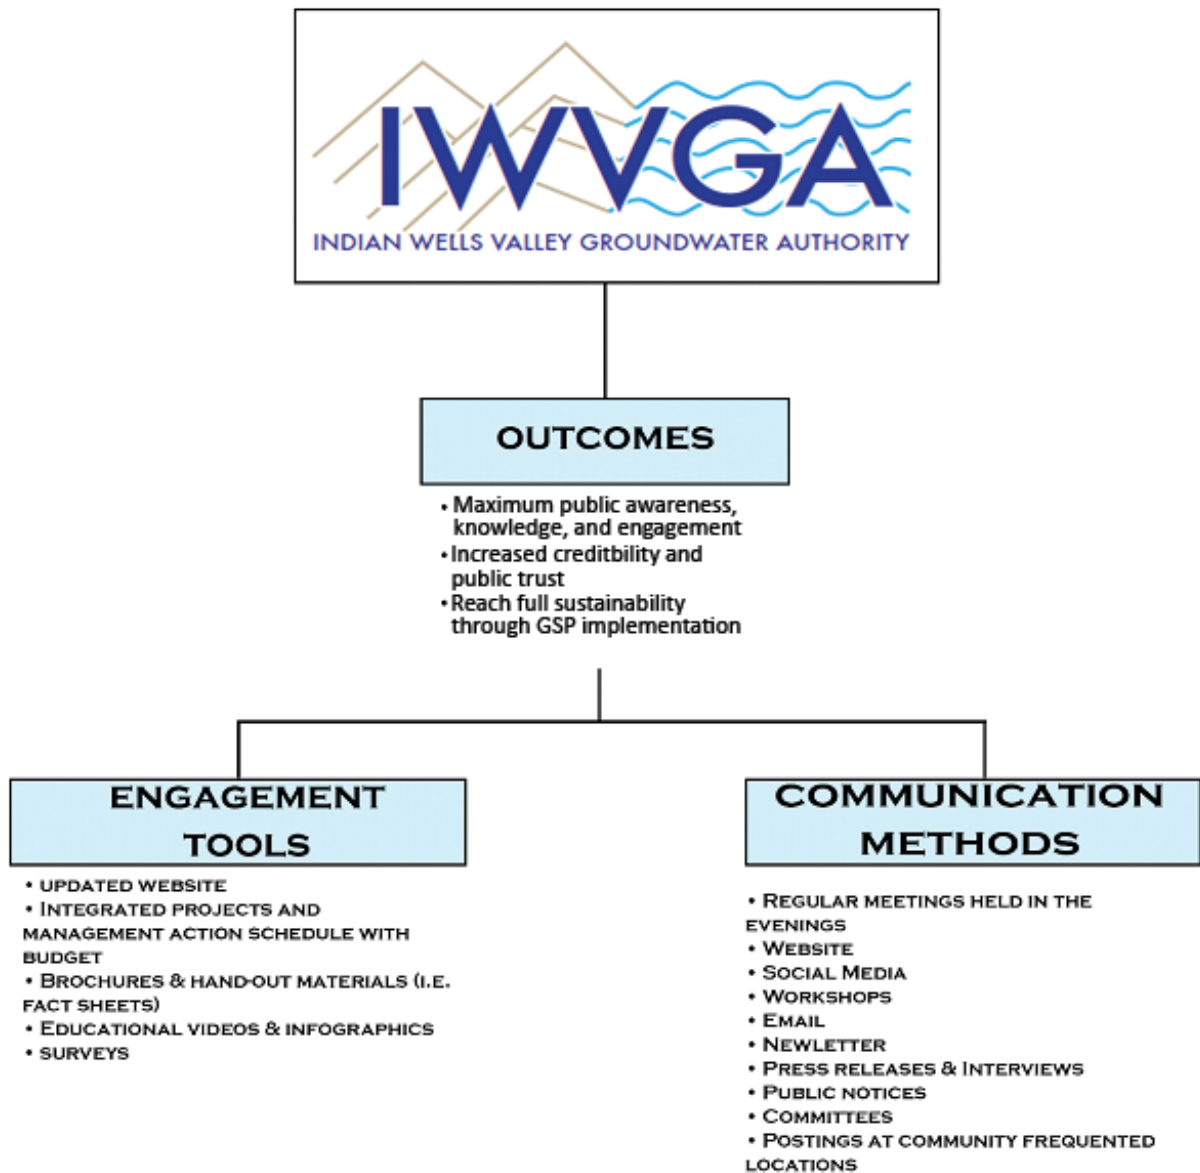 IWVGA
INDIAN WELLS VALLEY GROUNDWATER AUTHORITY
OUTCOMES
• Maximum public awareness,
knowledge, and engagement
• Increased creditbility and
public trust
• Reach full sustainability
through GSP implementation
ENGAGEMENT
TOOLS
• UPDATED WEBSITE
• INTEGRATED PROJECTS AND
MANAGEMENT ACTION SCHEDULE WITH
BUDGET
• BROCHURES & HAND-OUT MATERIALS (I.E.
FACT SHEETS)
• EDUCATIONAL VIDEOS & INFOGRAPHICS
• SURVEYS
COMMUNICATION
METHODS
• REGULAR MEETINGS HELD IN THE
EVENINGS
• WEBSITE
• SOCIAL MEDIA
• WORKSHOPS
• EMAIL
• NEWLETTER
• PRESS RELEASES & INTERVIEWS
• PUBLIC NOTICES
• COMMITTEES
• POSTINGS AT COMMUNITY FREQUENTED
LOCATIONS